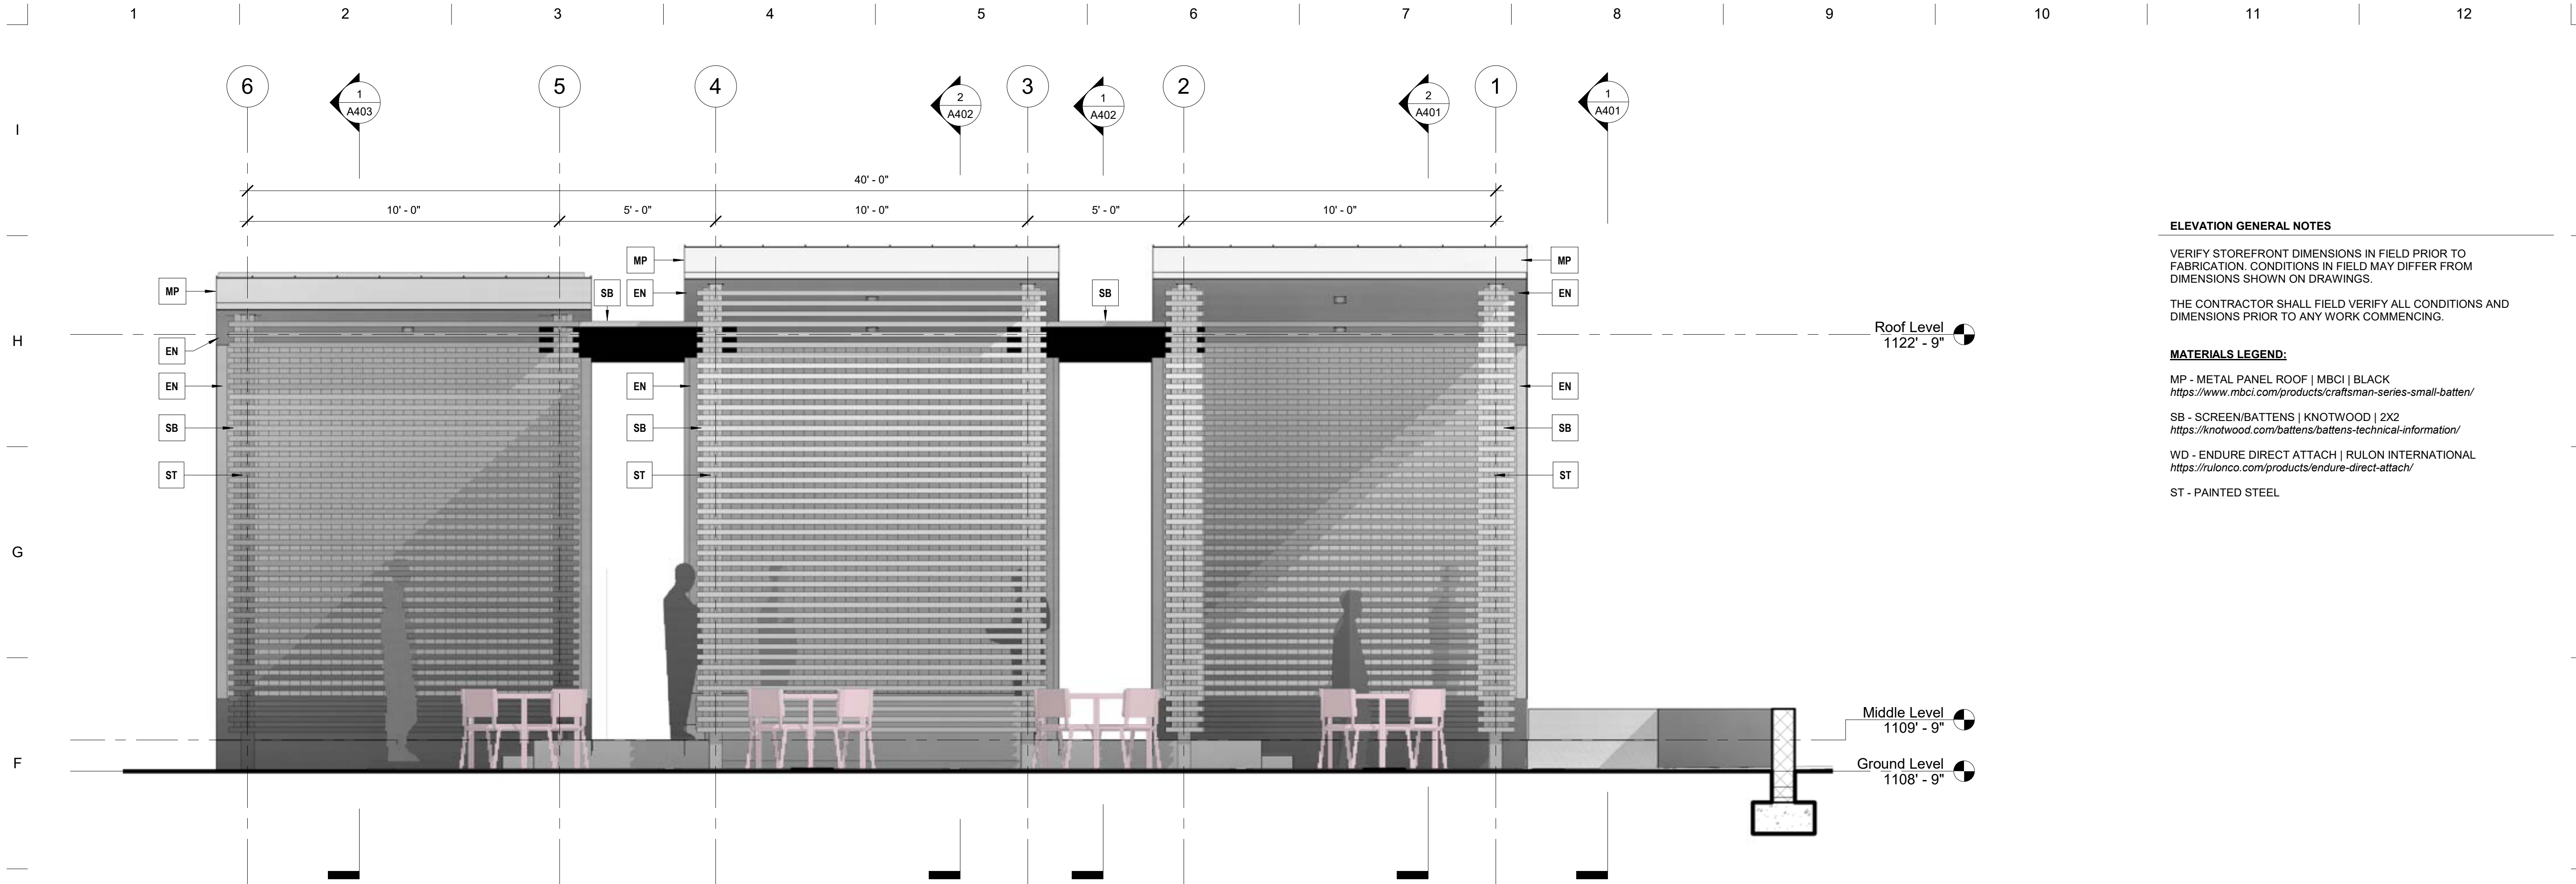 1 2 3 4 5 6 7 8 9 10 11 12
6 5 4 3 2 1
1
A403
2
A402
1
A402
2
A401
1
A401
I
40' - 0"
10' - 0" 5' - 0" 10' - 0" 5' - 0" 10' - 0"
MP MP MP
SB EN SB EN
H
EN
EN EN EN
SB SB SB
ST ST ST
G
F
Roof Level
1122' - 9"
Middle Level
1109' - 9"
Ground Level
1108' - 9"
ELEVATION GENERAL NOTES
VERIFY STOREFRONT DIMENSIONS IN FIELD PRIOR TO
FABRICATION. CONDITIONS IN FIELD MAY DIFFER FROM
DIMENSIONS SHOWN ON DRAWINGS.
THE CONTRACTOR SHALL FIELD VERIFY ALL CONDITIONS AND
DIMENSIONS PRIOR TO ANY WORK COMMENCING.
MATERIALS LEGEND:
MP - METAL PANEL ROOF | MBCI | BLACK
https://www.mbci.com/products/craftsman-series-small-batten/
SB - SCREEN/BATTENS | KNOTWOOD | 2X2
https://knotwood.com/battens/battens-technical-information/
WD - ENDURE DIRECT ATTACH | RULON INTERNATIONAL
https://rulonco.com/products/endure-direct-attach/
ST - PAINTED STEEL